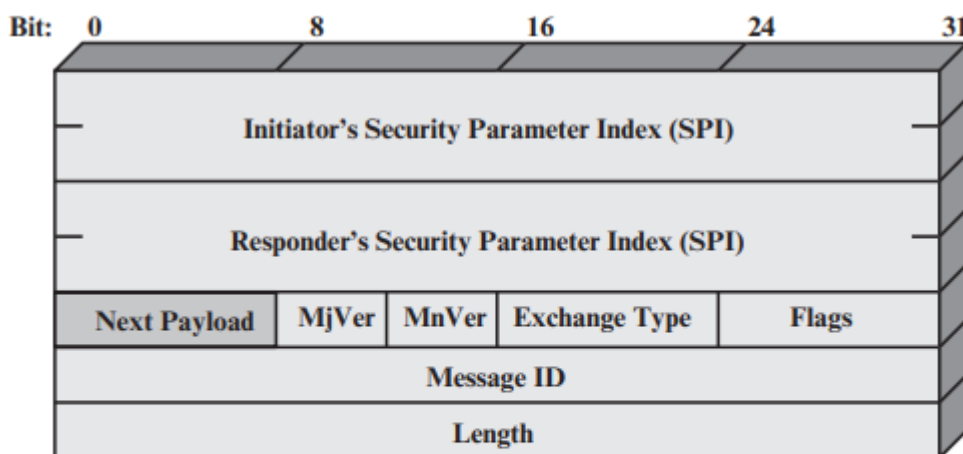 Bit: 0 8 16 24 31
Initiator's Security Parameter Index (SPI)
Responder's Security Parameter Index (SPI)
Next Payload MjVer MnVer Exchange Type Flags
Message ID
Length